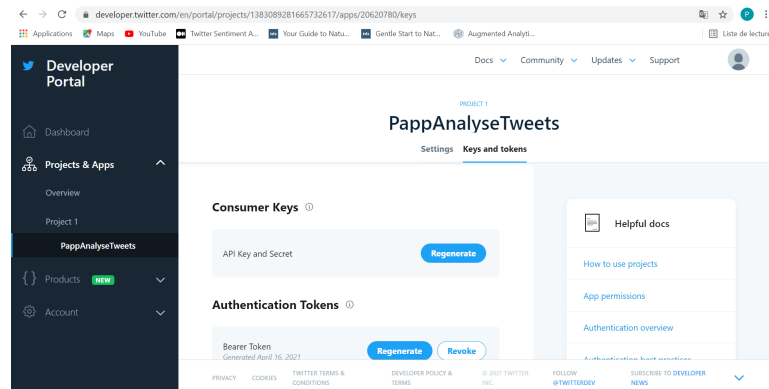 developer.twitter.com/en/portal/projects/1383089281665732617/apps/20620780/keys
P
Applications Maps YouTube Twitter Sentiment A... Your Guide to Natu... Gentle Start to Nat... Augmented Analyti... Liste de lecture
Developer
Portal
Docs Community Updates Support
Dashboard
Projects & Apps
Overview
Project 1
PappAnalyseTweets
Products NEW
Account
PROJECT 1
PappAnalyseTweets
Settings Keys and tokens
Consumer Keys
API Key and Secret Regenerate
Authentication Tokens
Bearer Token
Generated April 16, 2021
Regenerate Revoke
Helpful docs
How to use projects
App permissions
Authentication overview
Authentication best practices
PRIVACY COOKIES TWITTER TERMS & CONDITIONS DEVELOPER POLICY & TERMS © 2021 TWITTER INC. FOLLOW @TWITTERDEV SUBSCRIBE TO DEVELOPER NEWS